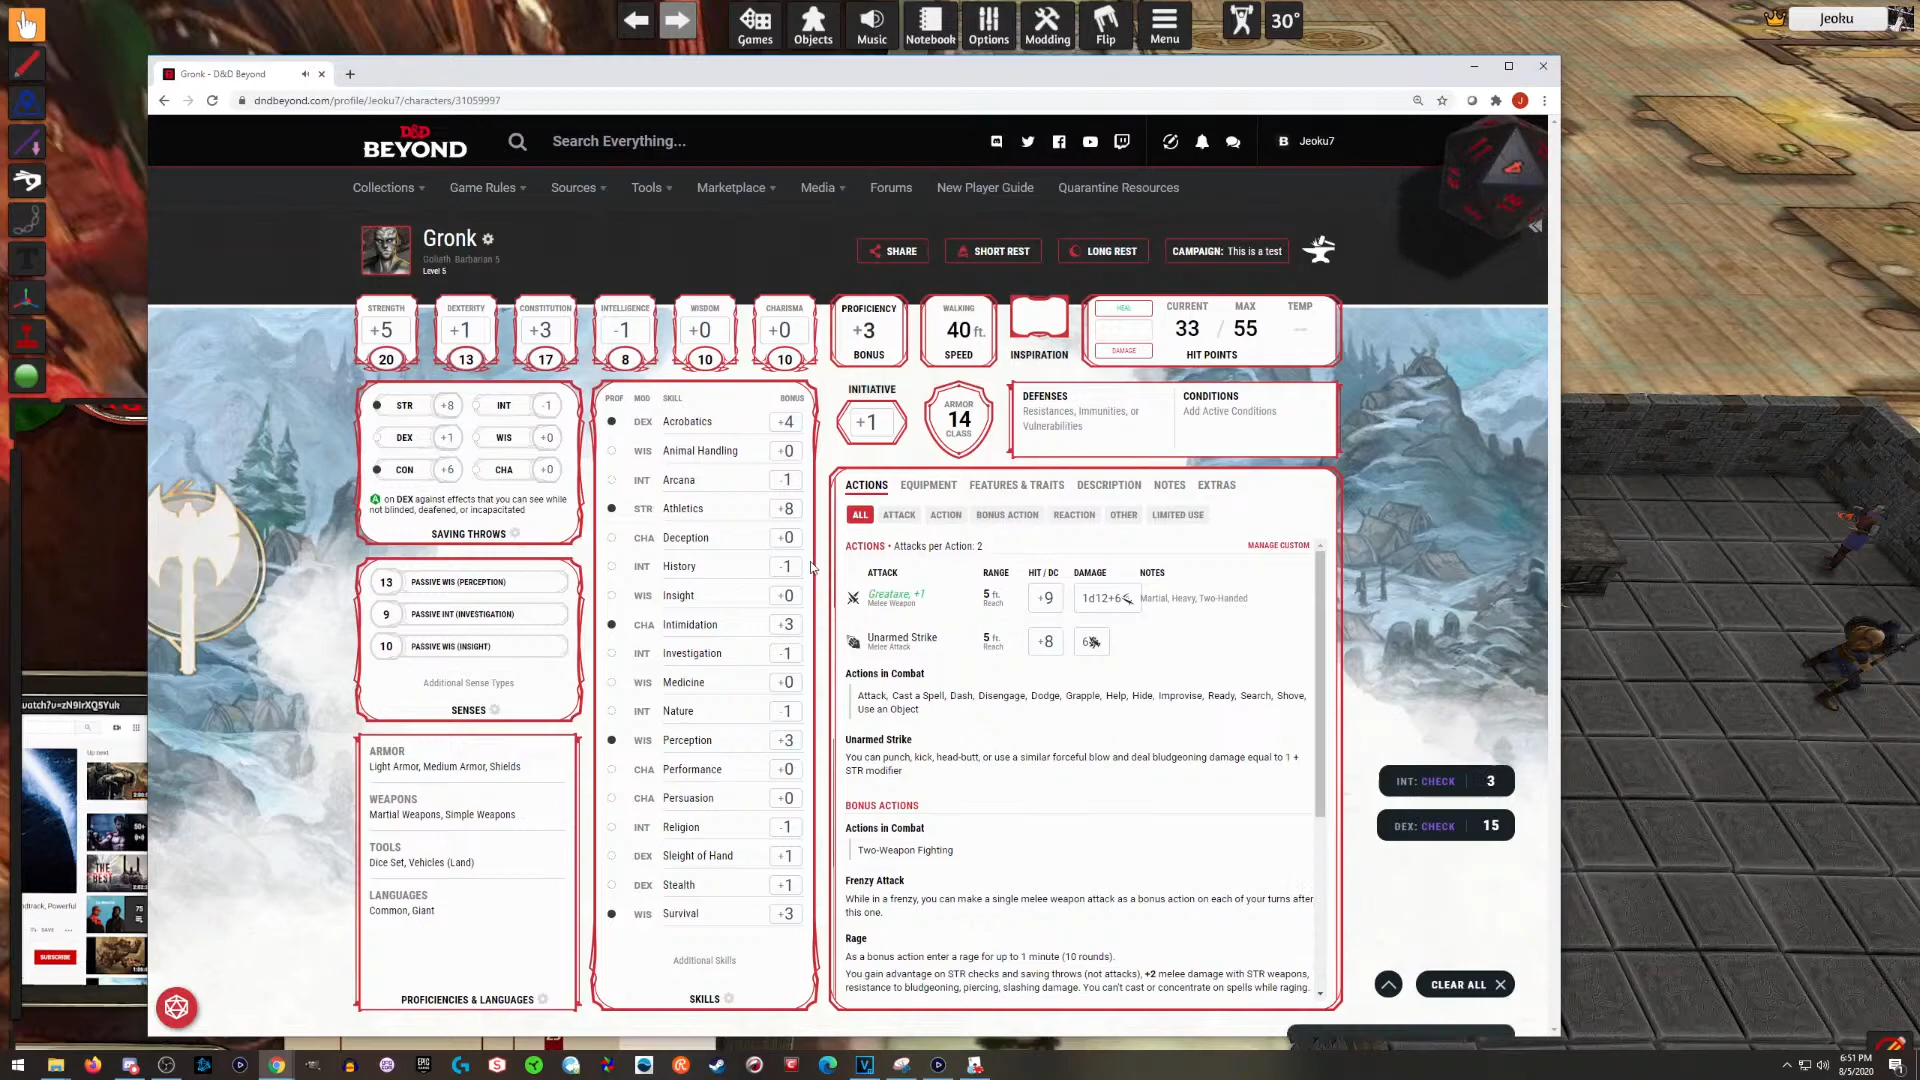 Games
Objects
Music
Notebook
Options
Modding
Flip
Menu
30°
Jeoku
Gronk - D&D Beyond
dndbeyond.com/profile/Jeoku7/characters/31059997
J
D&D
BEYOND
Search Everything...
Jeoku7
Collections
Game Rules
Sources
Tools
Marketplace
Media
Forums
New Player Guide
Quarantine Resources
Gronk
Goliath Barbarian 5
Level 5
SHARE
SHORT REST
LONG REST
CAMPAIGN: This is a test
STRENGTH
+5
20
DEXTERITY
+1
13
CONSTITUTION
+3
17
INTELLIGENCE
-1
8
WISDOM
+0
10
CHARISMA
+0
10
PROFICIENCY
+3
BONUS
WALKING
40 ft.
SPEED
INSPIRATION
HEAL
DAMAGE
CURRENT
33
/
MAX
55
TEMP
--
HIT POINTS
STR +8
INT -1
DEX +1
WIS +0
CON +6
CHA +0
on DEX against effects that you can see while
not blinded, deafened, or incapacitated
SAVING THROWS
13 PASSIVE WIS (PERCEPTION)
9 PASSIVE INT (INVESTIGATION)
10 PASSIVE WIS (INSIGHT)
Additional Sense Types
SENSES
ARMOR
Light Armor, Medium Armor, Shields
WEAPONS
Martial Weapons, Simple Weapons
TOOLS
Dice Set, Vehicles (Land)
LANGUAGES
Common, Giant
PROFICIENCIES & LANGUAGES
PROF MOD SKILL BONUS
DEX Acrobatics +4
WIS Animal Handling +0
INT Arcana -1
STR Athletics +8
CHA Deception +0
INT History -1
WIS Insight +0
CHA Intimidation +3
INT Investigation -1
WIS Medicine +0
INT Nature -1
WIS Perception +3
CHA Performance +0
CHA Persuasion +0
INT Religion -1
DEX Sleight of Hand +1
DEX Stealth +1
WIS Survival +3
Additional Skills
SKILLS
INITIATIVE
+1
ARMOR
14
CLASS
DEFENSES
Resistances, Immunities, or
Vulnerabilities
CONDITIONS
Add Active Conditions
ACTIONS
EQUIPMENT
FEATURES & TRAITS
DESCRIPTION
NOTES
EXTRAS
ALL
ATTACK
ACTION
BONUS ACTION
REACTION
OTHER
LIMITED USE
ACTIONS • Attacks per Action: 2
MANAGE CUSTOM
ATTACK RANGE HIT / DC DAMAGE NOTES
Greataxe, +1
Melee Weapon
5 ft.
Reach
+9
1d12+6
Martial, Heavy, Two-Handed
Unarmed Strike
Melee Attack
5 ft.
Reach
+8
6
Actions in Combat
Attack, Cast a Spell, Dash, Disengage, Dodge, Grapple, Help, Hide, Improvise, Ready, Search, Shove,
Use an Object
Unarmed Strike
You can punch, kick, head-butt, or use a similar forceful blow and deal bludgeoning damage equal to 1 +
STR modifier
BONUS ACTIONS
Actions in Combat
Two-Weapon Fighting
Frenzy Attack
While in a frenzy, you can make a single melee weapon attack as a bonus action on each of your turns after
this one.
Rage
As a bonus action enter a rage for up to 1 minute (10 rounds).
You gain advantage on STR checks and saving throws (not attacks), +2 melee damage with STR weapons,
resistance to bludgeoning, piercing, slashing damage. You can't cast or concentrate on spells while raging.
INT: CHECK 3
DEX: CHECK 15
CLEAR ALL
vatch?v=zN9IrXQ5Yuk
Up next
THE
BEST
dtrack, Powerful
SAVE
SUBSCRIBE
6:51 PM
8/5/2020